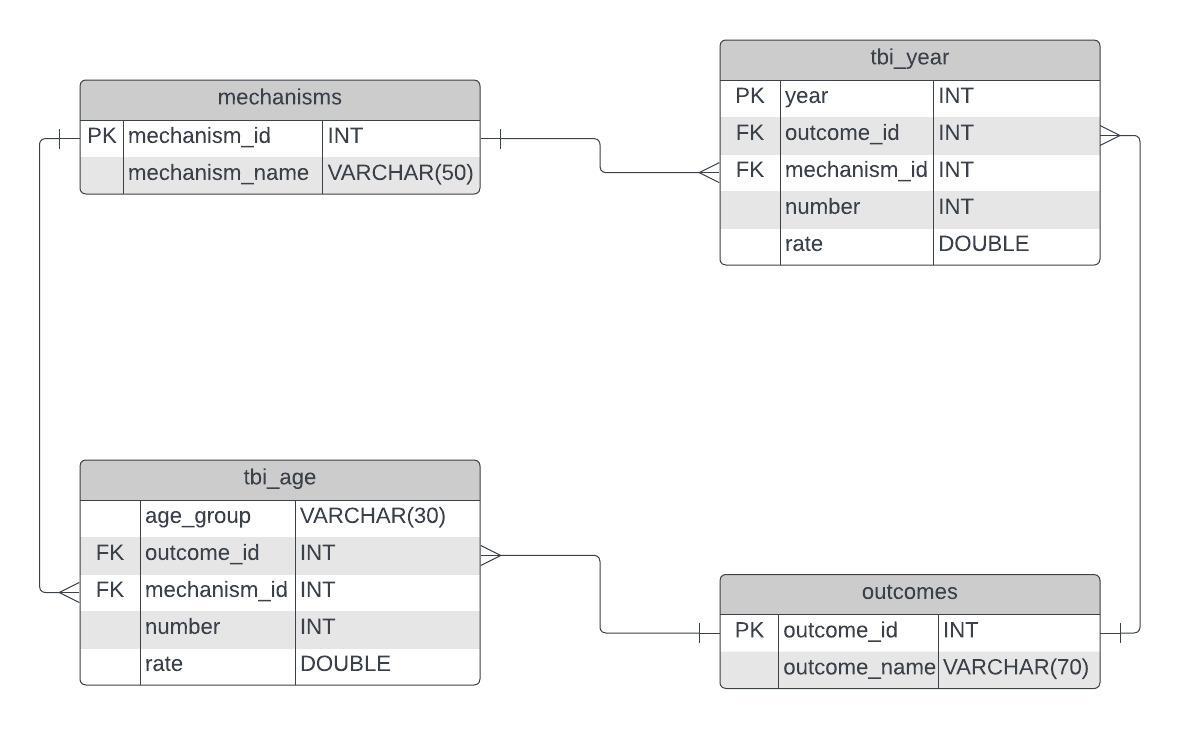 mechanisms
PK mechanism_id INT
mechanism_name VARCHAR(50)
tbi_year
PK year INT
FK outcome_id INT
FK mechanism_id INT
number INT
rate DOUBLE
tbi_age
age_group VARCHAR(30)
FK outcome_id INT
FK mechanism_id INT
number INT
rate DOUBLE
outcomes
PK outcome_id INT
outcome_name VARCHAR(70)